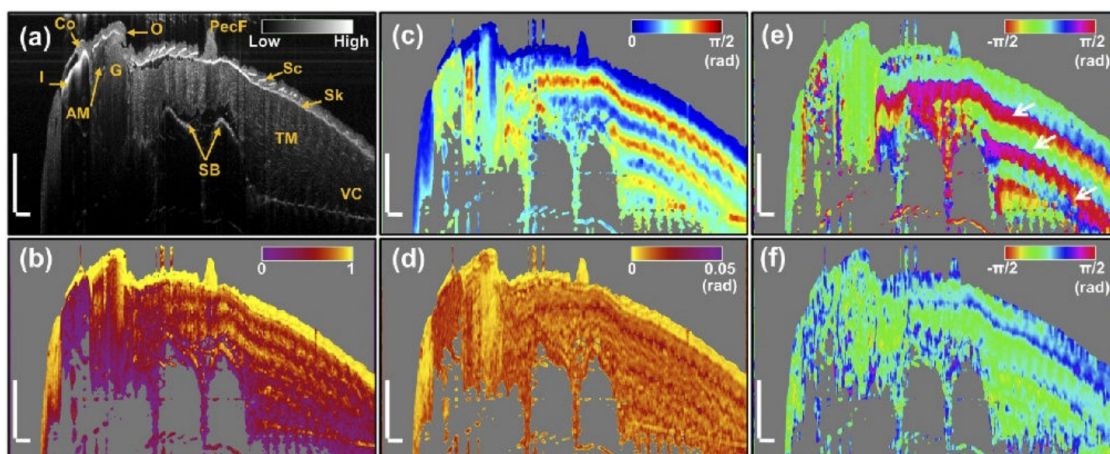 (a)
Co
O
PecF
Low
High
I
G
AM
Sc
Sk
TM
SB
VC
(b)
0
1
(c)
0
π/2
(rad)
(d)
0
0.05
(rad)
(e)
-π/2
π/2
(rad)
(f)
-π/2
π/2
(rad)